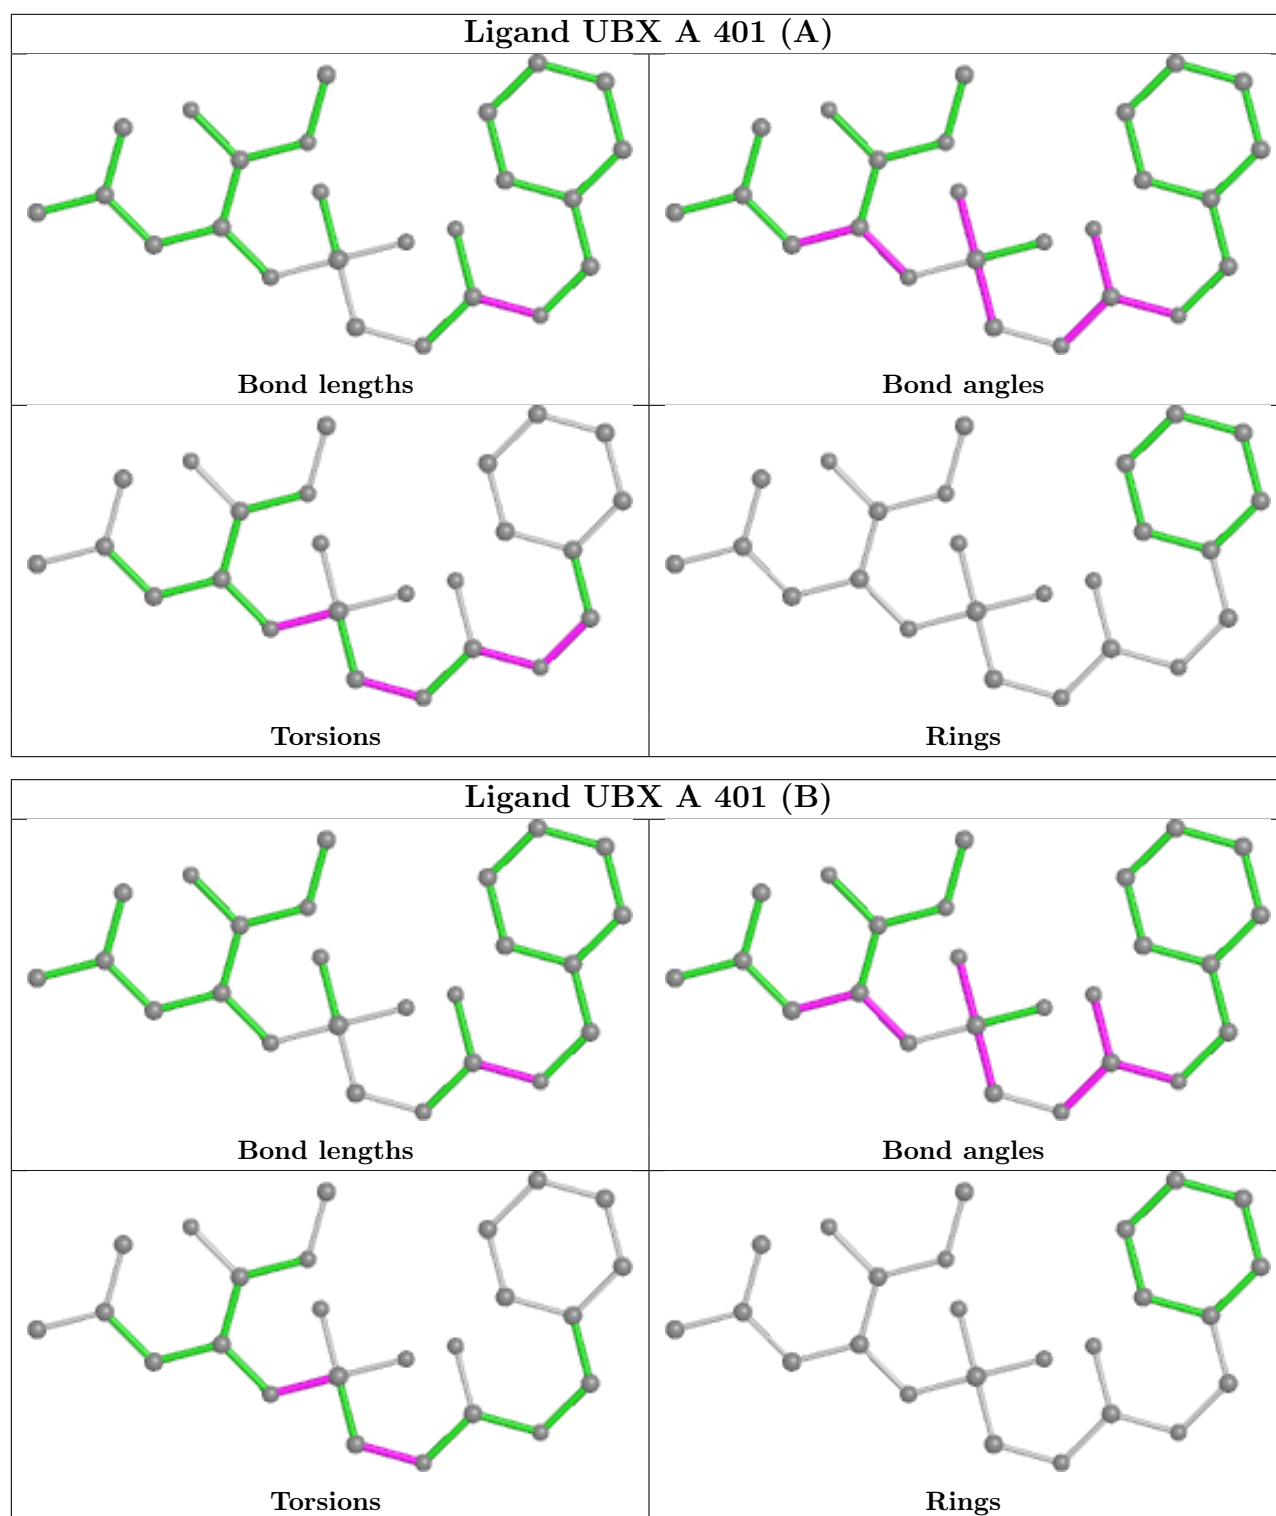 Ligand UBX A 401 (A)
Bond lengths
Bond angles
Torsions
Rings
Ligand UBX A 401 (B)
Bond lengths
Bond angles
Torsions
Rings